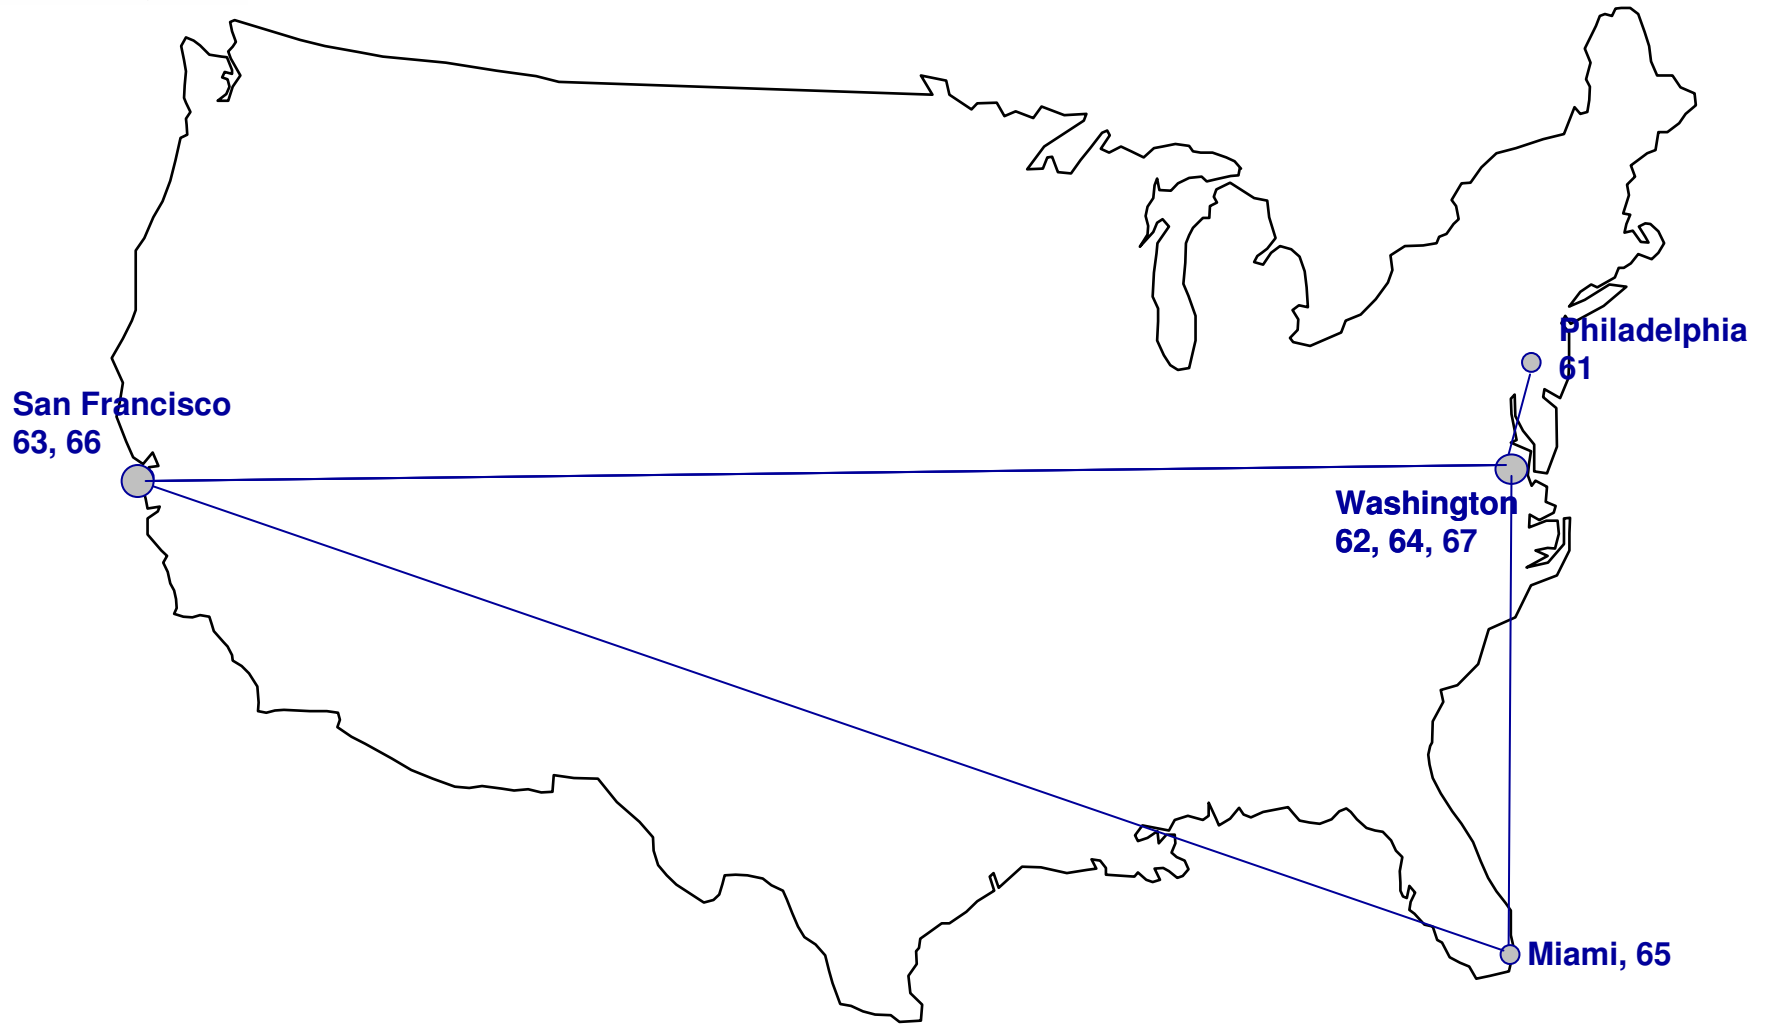 Philadelphia
61
San Francisco
63, 66
Washington
62, 64, 67
Miami, 65